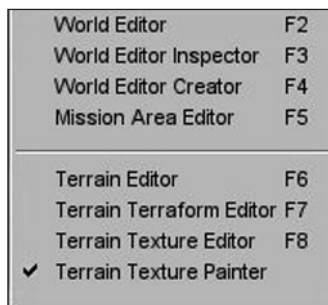 World Editor F2
World Editor Inspector F3
World Editor Creator F4
Mission Area Editor F5
Terrain Editor F6
Terrain Terraform Editor F7
Terrain Texture Editor F8
✔ Terrain Texture Painter